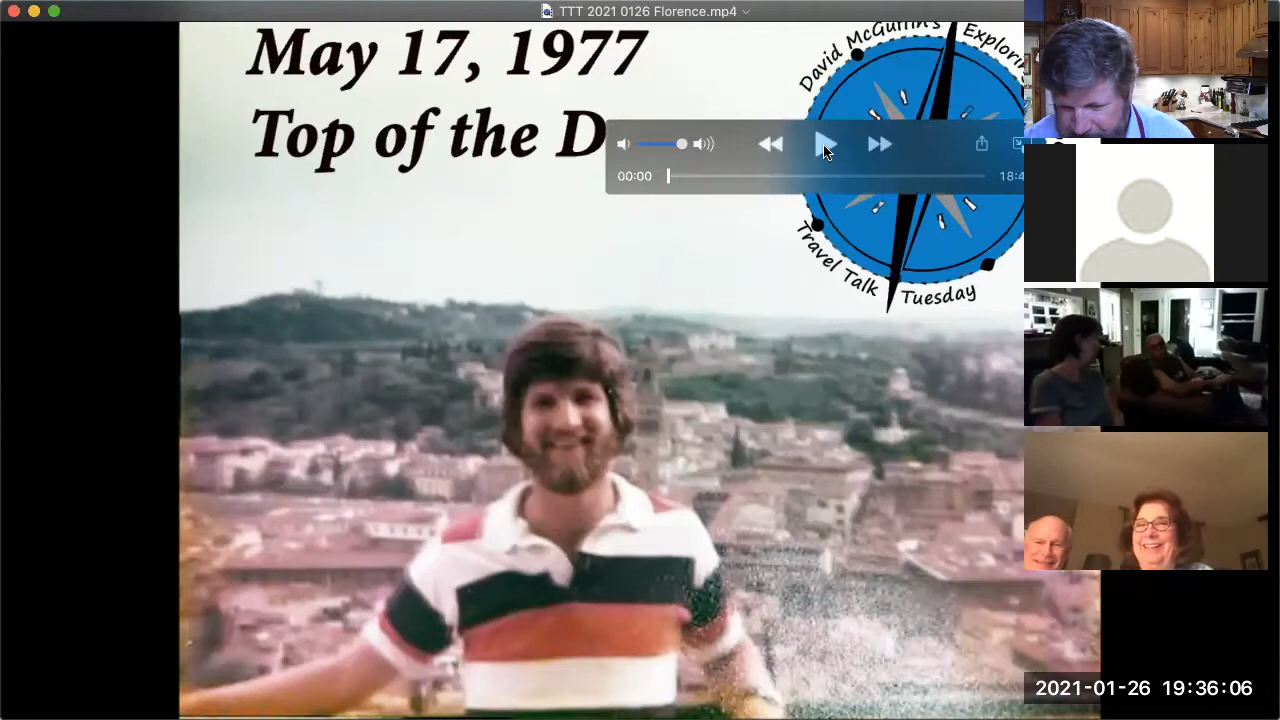 TTT 2021 0126 Florence.mp4
May 17, 1977
Top of the D
David McGuffin's
Travel Talk
Tuesday
00:00
2021-01-26 19:36:06